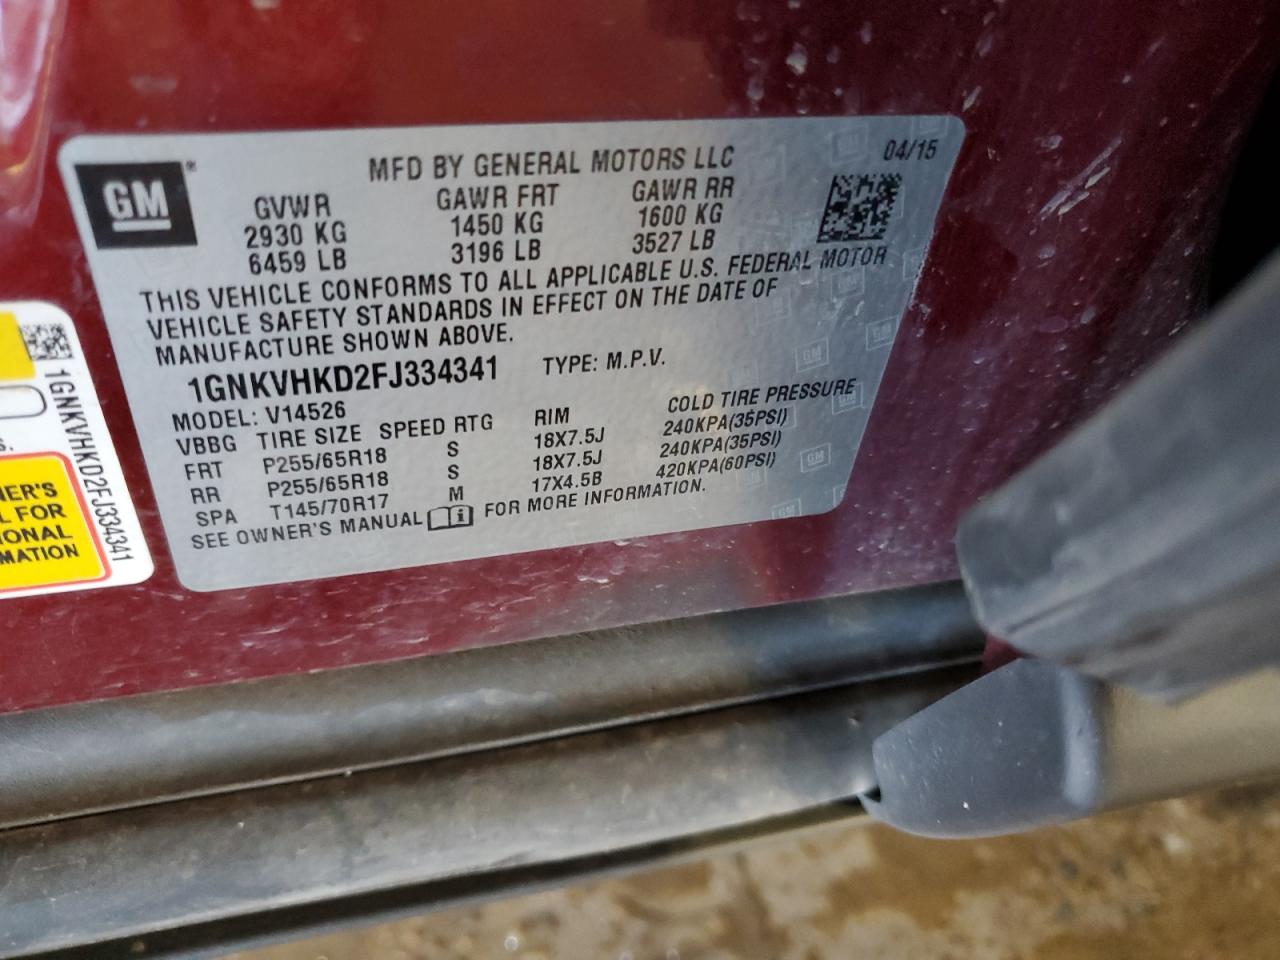 GM®
MFD BY GENERAL MOTORS LLC
04/15
GVWR GAWR FRT GAWR RR
2930 KG 1450 KG 1600 KG
6459 LB 3196 LB 3527 LB
THIS VEHICLE CONFORMS TO ALL APPLICABLE U.S. FEDERAL MOTOR
VEHICLE SAFETY STANDARDS IN EFFECT ON THE DATE OF
MANUFACTURE SHOWN ABOVE.
1GNKVHKD2FJ334341 TYPE: M.P.V.
MODEL: V14526
VBBG TIRE SIZE SPEED RTG RIM COLD TIRE PRESSURE
FRT P255/65R18 S 18X7.5J 240KPA(35PSI)
RR P255/65R18 S 18X7.5J 240KPA(35PSI)
SPA T145/70R17 M 17X4.5B 420KPA(60PSI)
SEE OWNER'S MANUAL FOR MORE INFORMATION.
1GNKVHKD2FJ334341
S.
NER'S
L FOR
IONAL
MATION